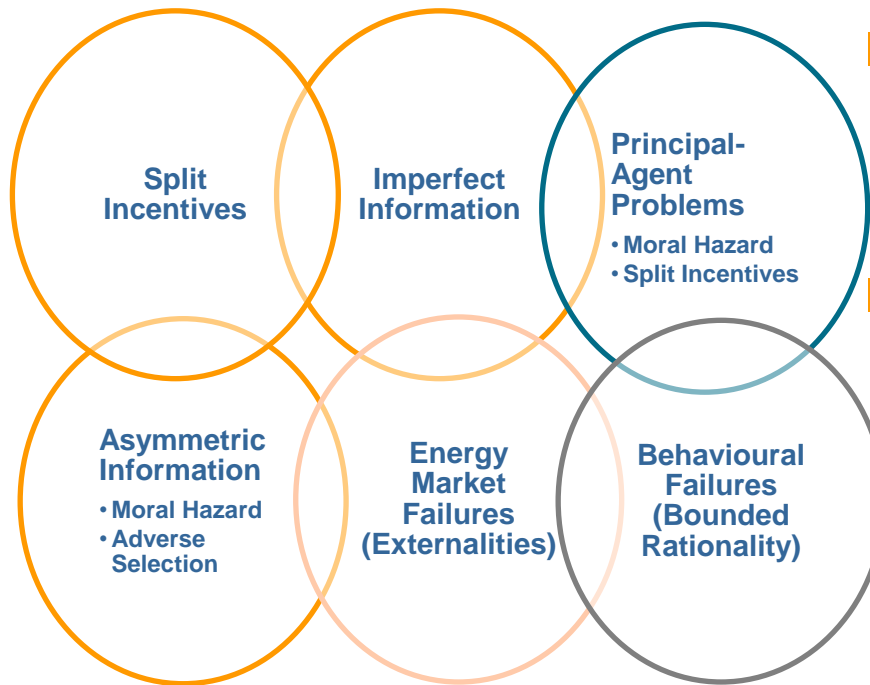 Split
Incentives
Imperfect
Information
Principal-
Agent
Problems
• Moral Hazard
• Split Incentives
Asymmetric
Information
• Moral Hazard
• Adverse
Selection
Energy
Market
Failures
(Externalities)
Behavioural
Failures
(Bounded
Rationality)